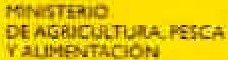 MINISTERIO
DE AGRICULTURA, PESCA
Y ALIMENTACIÓN